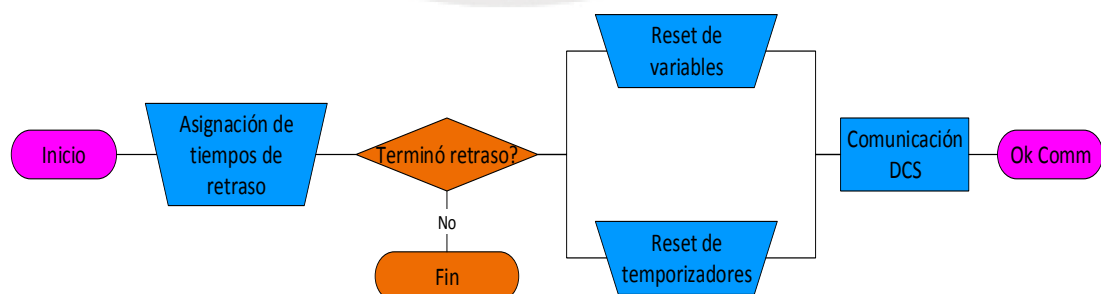 Inicio
Asignación de
tiempos de
retraso
Terminó retraso?
No
Fin
Reset de
variables
Reset de
temporizadores
Comunicación
DCS
Ok Comm